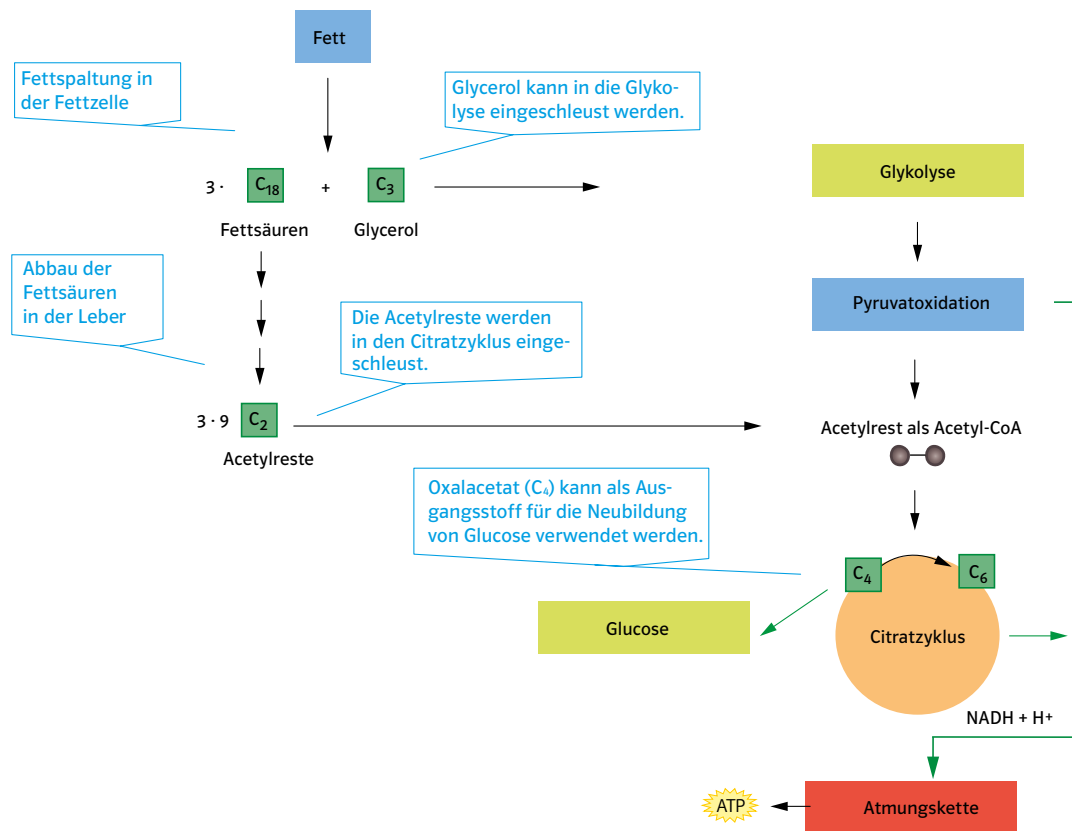 Fett
Fettspaltung in
der Fettzelle
Glycerol kann in die Glyko-
lyse eingeschleust werden.
3 · C₁₈ + C₃
Fettsäuren Glycerol
Glykolyse
Abbau der
Fettsäuren
in der Leber
Pyruvatoxidation
Die Acetylreste werden
in den Citratzyklus einge-
schleust.
3 · 9 C₂
Acetylreste
Acetylrest als Acetyl-CoA
Oxalacetat (C₄) kann als Aus-
gangsstoff für die Neubildung
von Glucose verwendet werden.
C₄ C₆
Glucose
Citratzyklus
NADH + H⁺
ATP
Atmungskette